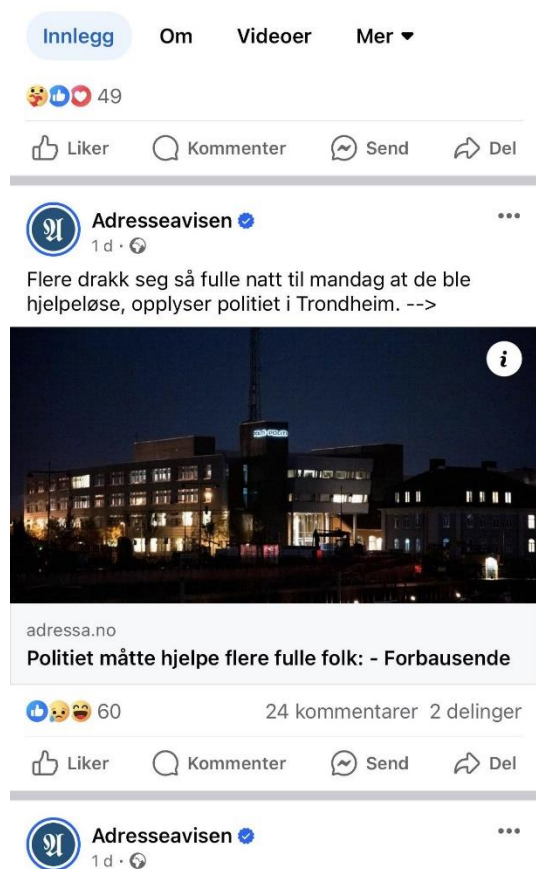 Innlegg Om Videoer Mer
49
Liker Kommenter Send Del
Adresseavisen
1 d
Flere drakk seg så fulle natt til mandag at de ble
hjelpeløse, opplyser politiet i Trondheim. -->
adressa.no
Politiet måtte hjelpe flere fulle folk: - Forbausende
60 24 kommentarer 2 delinger
Liker Kommenter Send Del
Adresseavisen
1 d